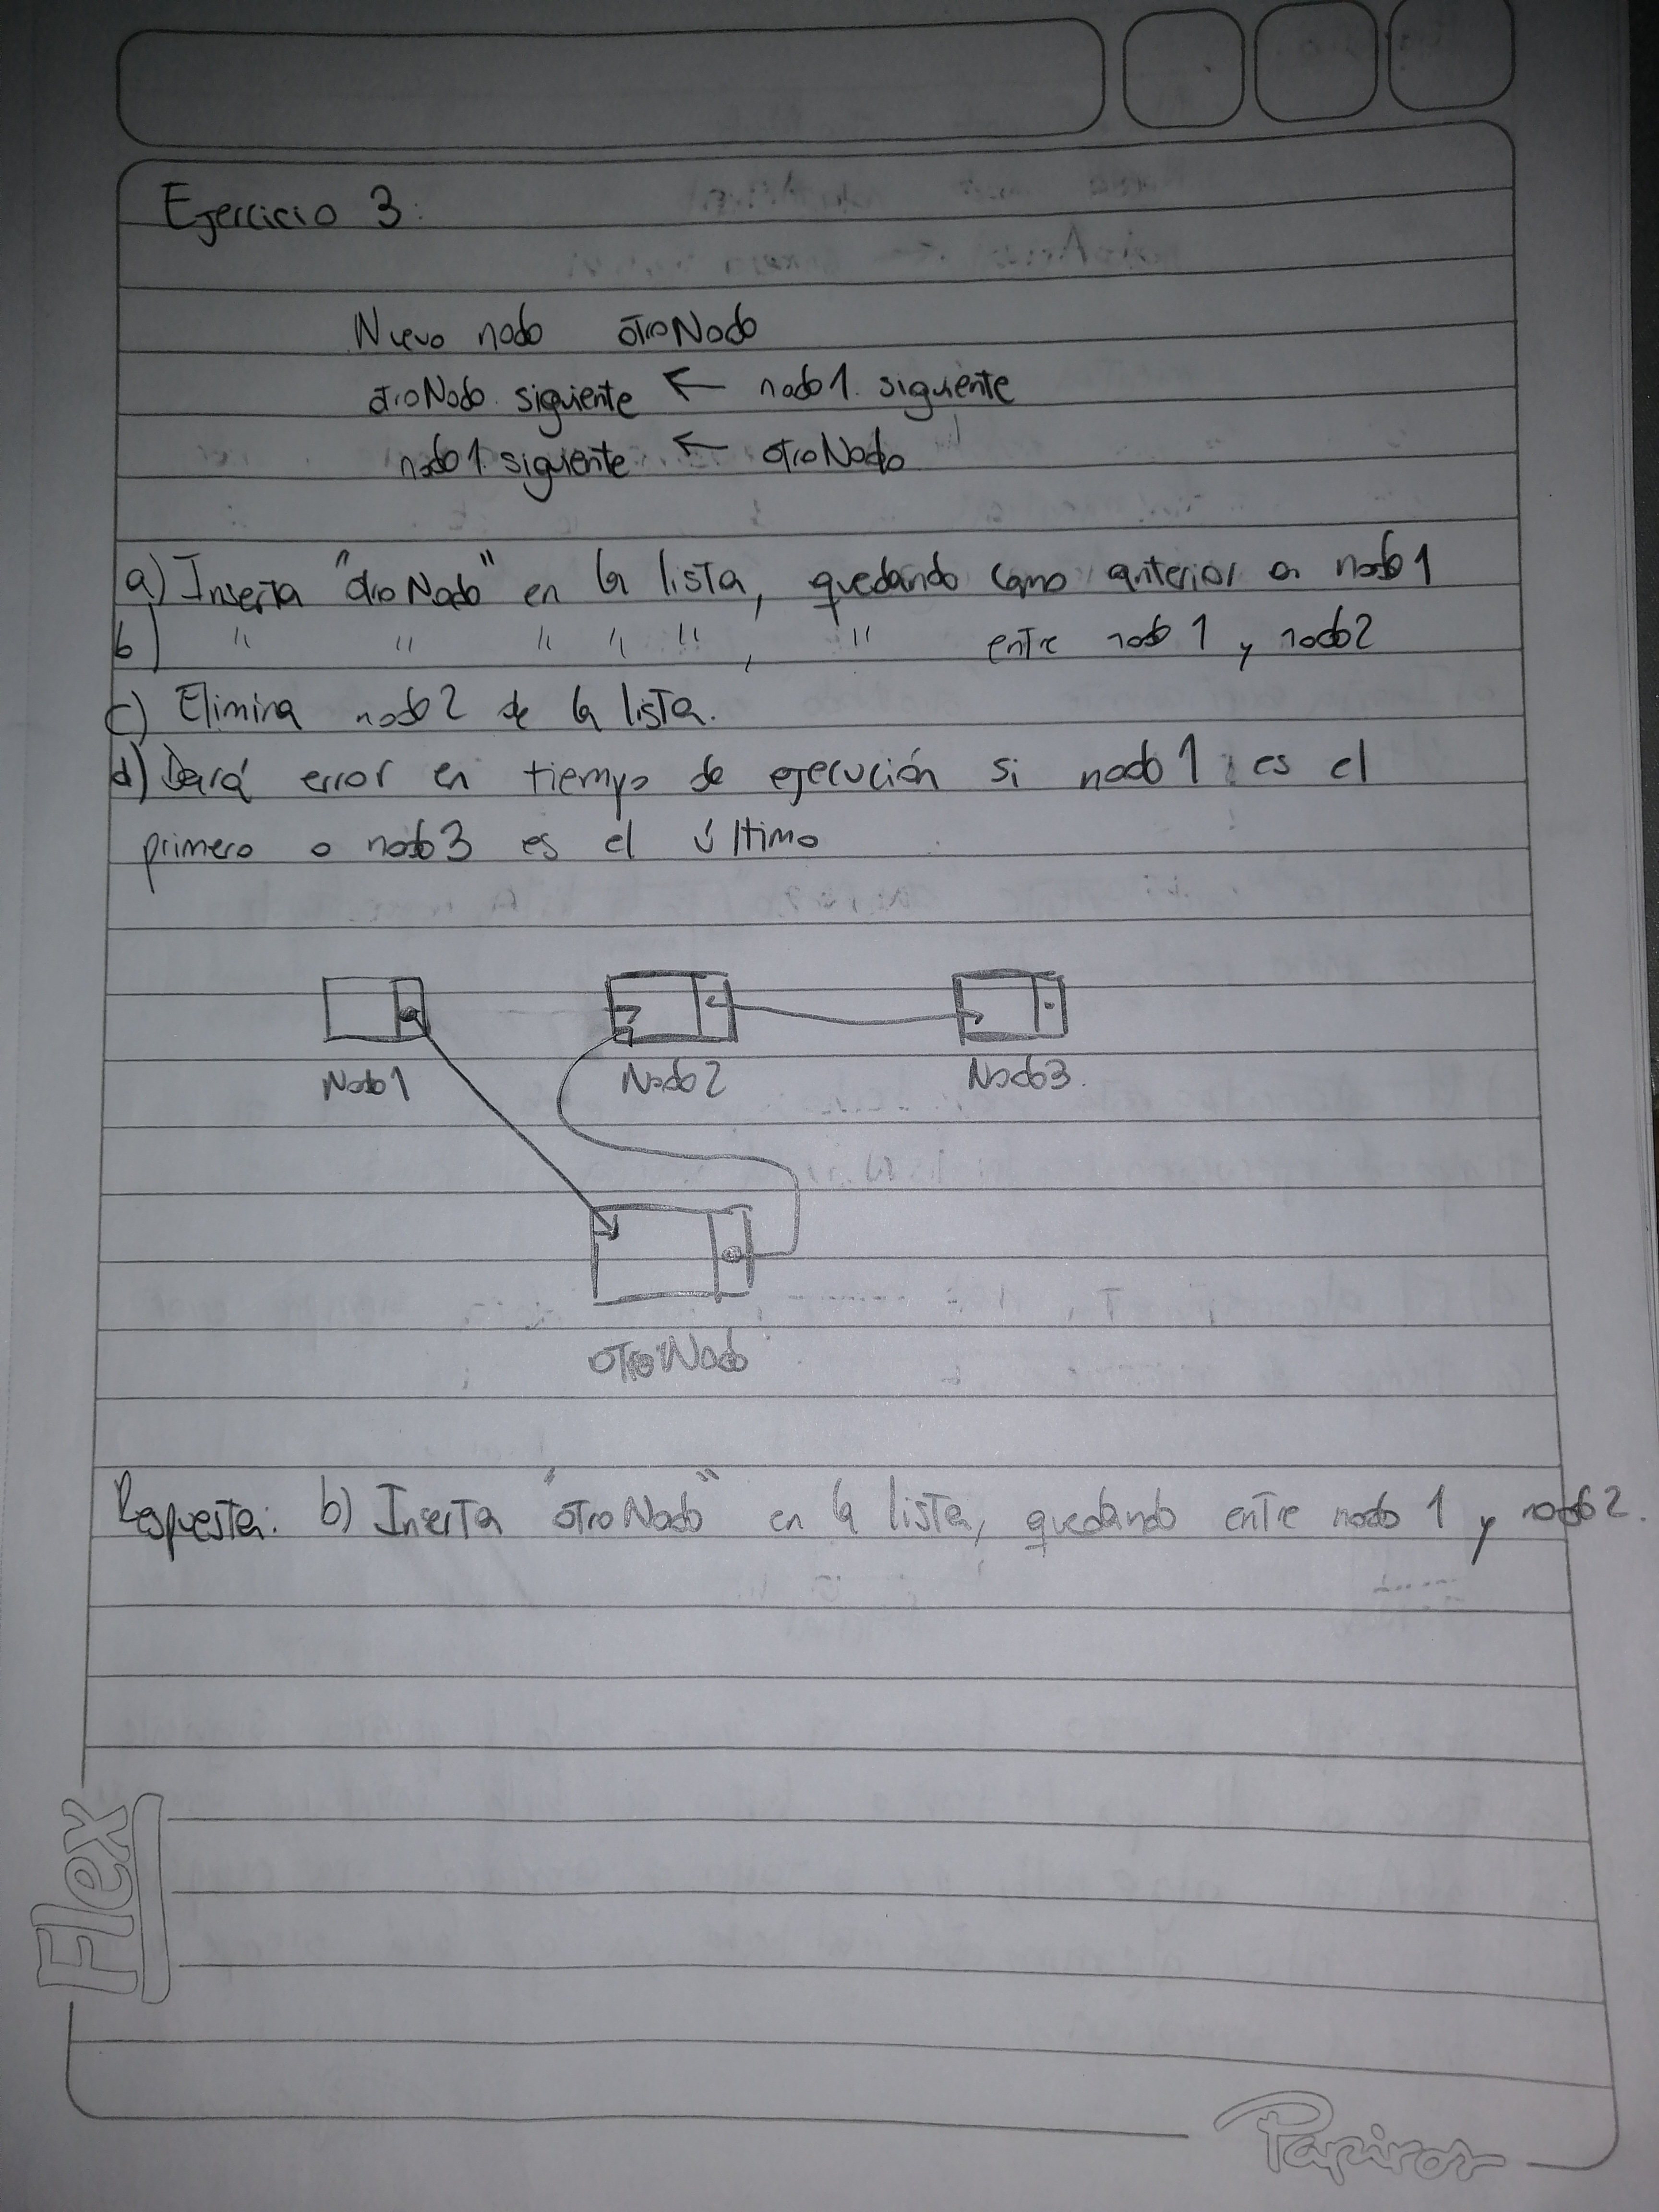 Ejercicio 3:
Nuevo nodo otroNodo
otroNodo. siguiente ← nodo1. siguiente
nodo1. siguiente ← otroNodo
a) Inserta "otroNodo" en la lista, quedando como anterior a nodo1
b) " " " " ", " entre nodo1 y nodo2
c) Elimina nodo2 de la lista.
d) Dará error en tiempo de ejecución si nodo1 es el
primero o nodo3 es el último
Nodo1 Nodo2 Nodo3.
otroNodo
Respuesta: b) Inserta "otroNodo" en la lista, quedando entre nodo 1 y nodo2.
Flex
Papiros